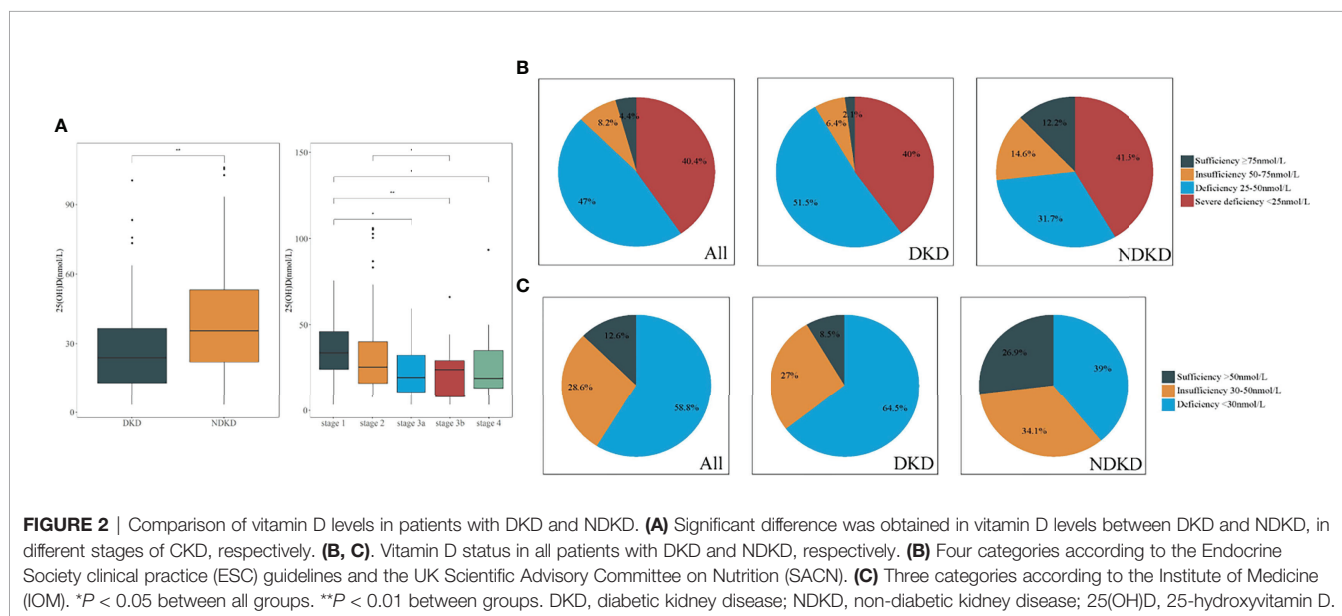 A
**
25(OH)D(nmol/L)
90
60
30
0
DKD
NDKD
**
25(OH)D(nmol/L)
150
100
50
0
stage 1
stage 2
stage 3a
stage 3b
stage 4
B
4.4%
8.2%
40.4%
47%
All
2.1%
6.4%
40%
51.5%
DKD
12.2%
14.6%
31.7%
NDKD
Sufficiency ≥75nmol/L
Insufficiency 50-75nmol/L
Deficiency 25-50nmol/L
Severe deficiency <25nmol/L
C
12.6%
28.6%
58.8%
All
8.5%
27%
64.5%
DKD
26.9%
39%
34.1%
NDKD
Sufficiency >50nmol/L
Insufficiency 30-50nmol/L
Deficiency <30nmol/L
FIGURE 2 | Comparison of vitamin D levels in patients with DKD and NDKD. (A) Significant difference was obtained in vitamin D levels between DKD and NDKD, in
different stages of CKD, respectively. (B, C). Vitamin D status in all patients with DKD and NDKD, respectively. (B) Four categories according to the Endocrine
Society clinical practice (ESC) guidelines and the UK Scientific Advisory Committee on Nutrition (SACN). (C) Three categories according to the Institute of Medicine
(IOM). *P < 0.05 between all groups. **P < 0.01 between groups. DKD, diabetic kidney disease; NDKD, non-diabetic kidney disease; 25(OH)D, 25-hydroxyvitamin D.